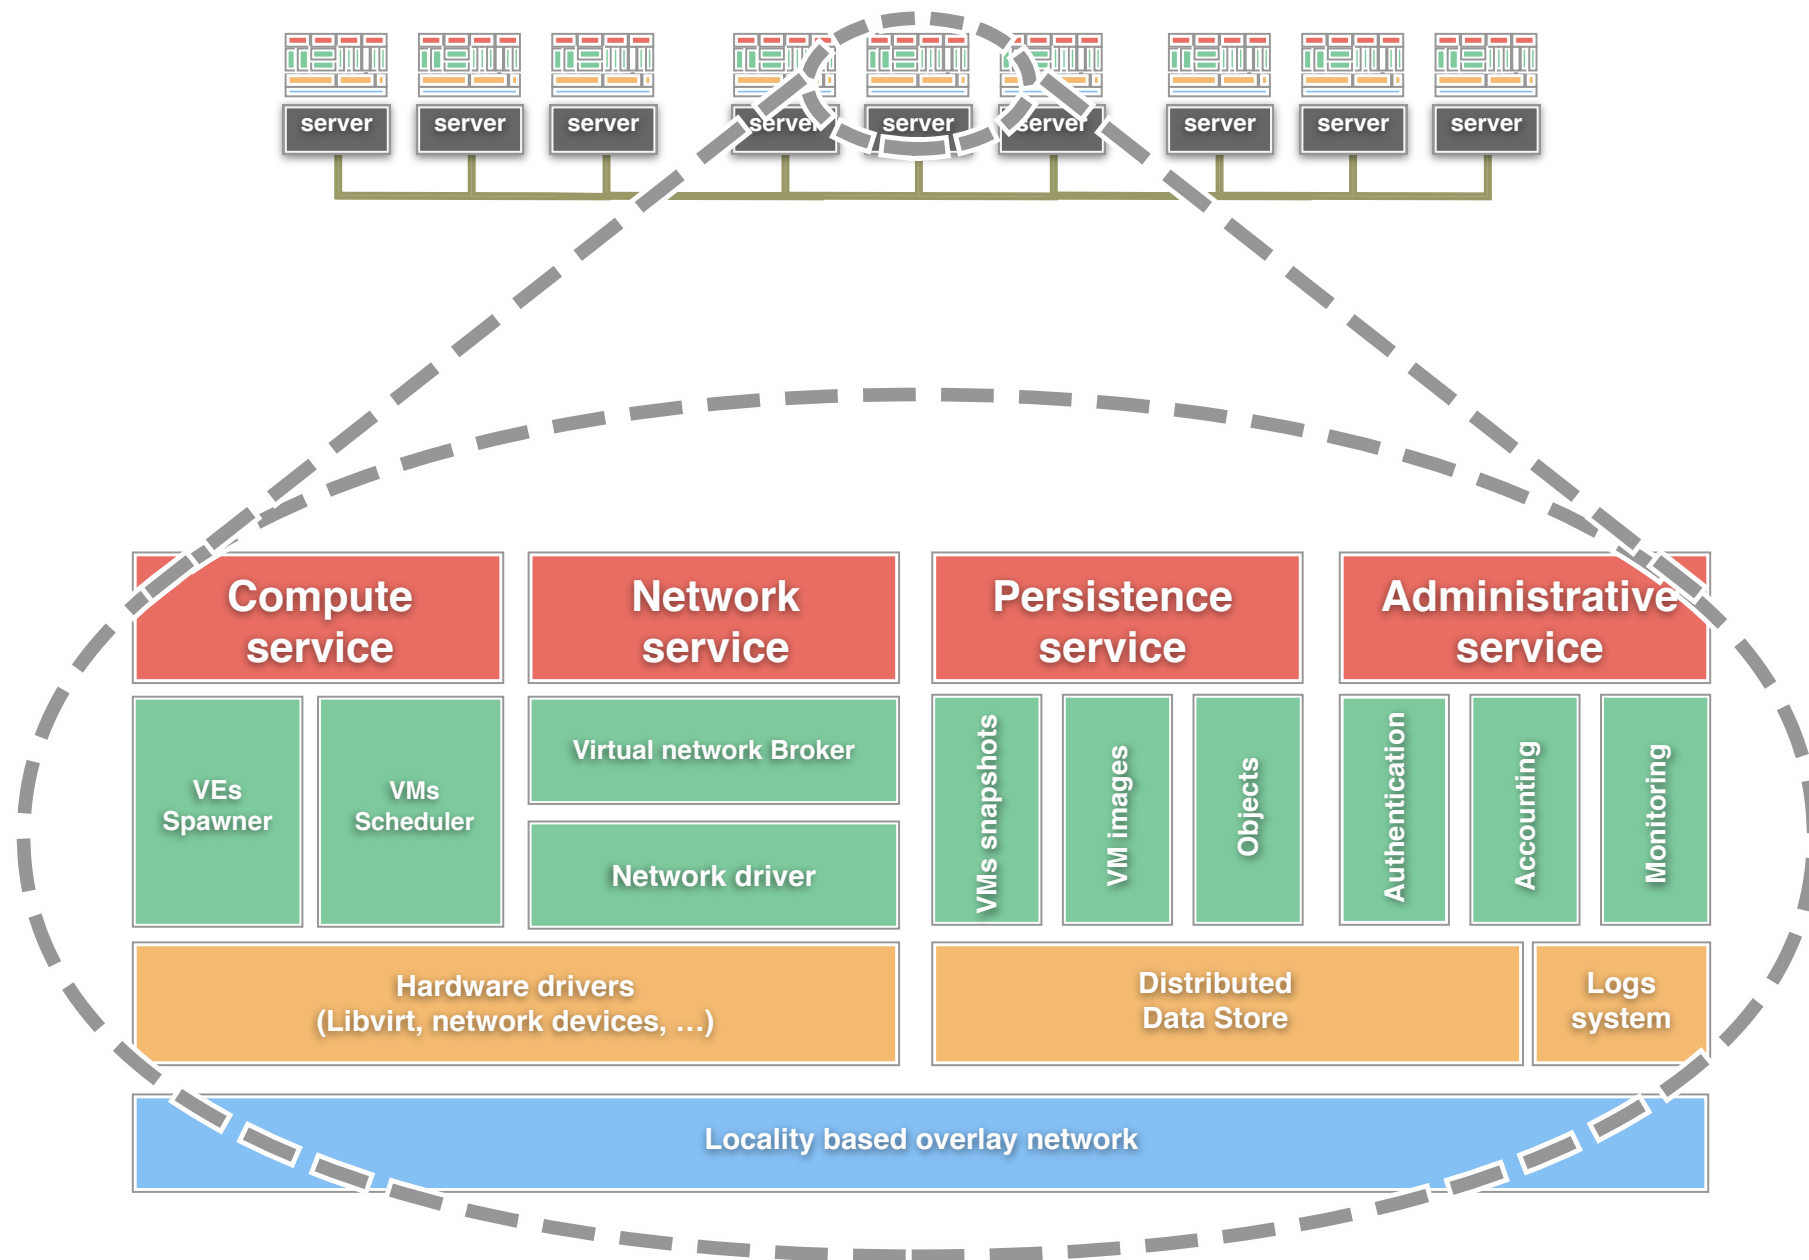 server
server
server
server
server
server
server
server
server
Compute
service
Network
service
Persistence
service
Administrative
service
VEs
Spawner
VMs
Scheduler
Virtual network Broker
Network driver
VMs snapshots
VM images
Objects
Authentication
Accounting
Monitoring
Hardware drivers
(Libvirt, network devices, …)
Distributed
Data Store
Logs
system
Locality based overlay network